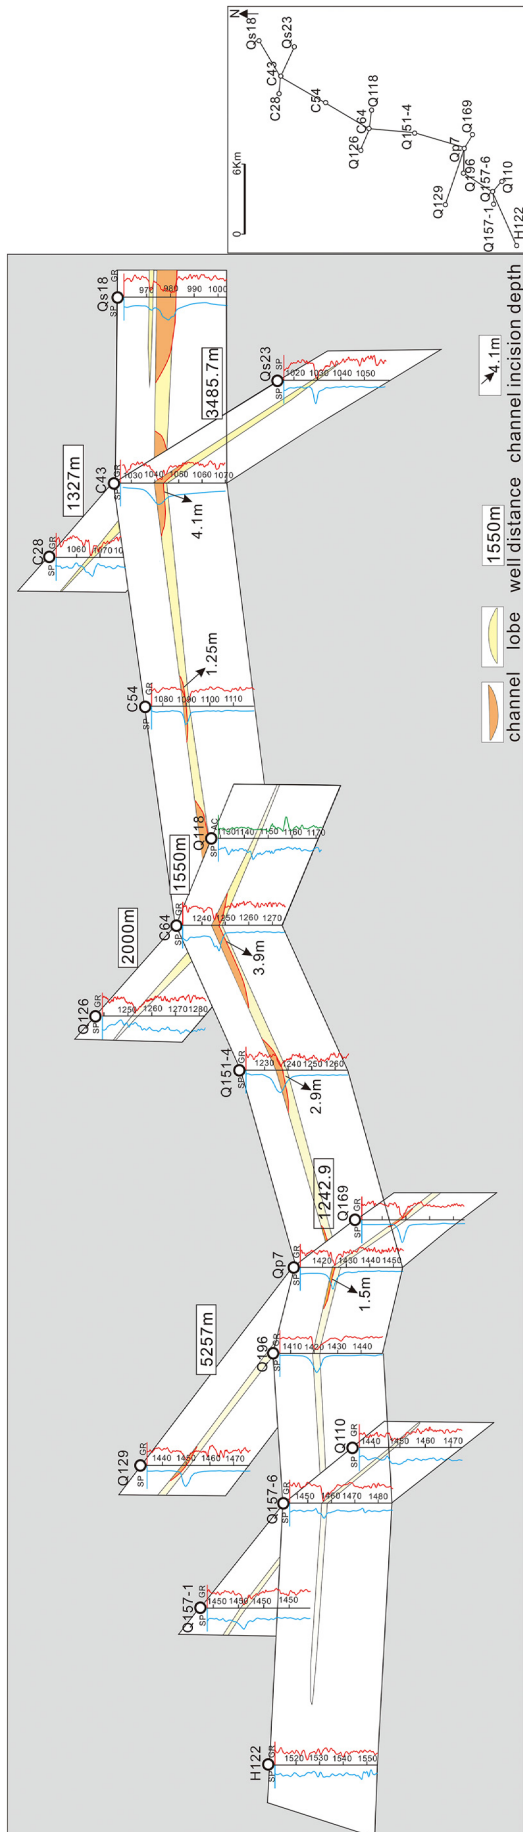 H122
SP GR
1520
1530
1540
1550
Q157-1
SP GR
1450
1450
1450
1450
Q157-6
SP GR
1450
1460
1470
1480
Q110
SP GR
1440
1450
1460
1470
Q129
SP GR
1440
1450
1460
1470
5257m
Q196
SP GR
1410
1420
1430
1440
Qp7
SP GR
1420
1430
1440
1450
1.5m
1242.9
Q169
SP GR
Q151-4
SP GR
1230
1240
1250
1260
2.9m
Q126
SP GR
1250
1260
1270
1280
2000m
C64
SP GR
1240
1250
1260
1270
3.9m
1550m
Q118
SP AC
1130
1140
1150
1160
1170
C54
SP GR
1080
1090
1100
1110
1.25m
C28
SP GR
1060
1070
1327m
C43
SP GR
1030
1040
1050
1060
1070
4.1m
3485.7m
Qs23
SP SP
1020
1030
1040
1050
Qs18
SP GR
970
980
990
1000
channel
lobe
1550m
well distance
4.1m
channel incision depth
0 6Km
N
H122
Q157-1
Q157-6
Q110
Q129
Q196
Qp7
Q169
Q151-4
Q126
C64
Q118
C54
C28
C43
Qs18
Qs23